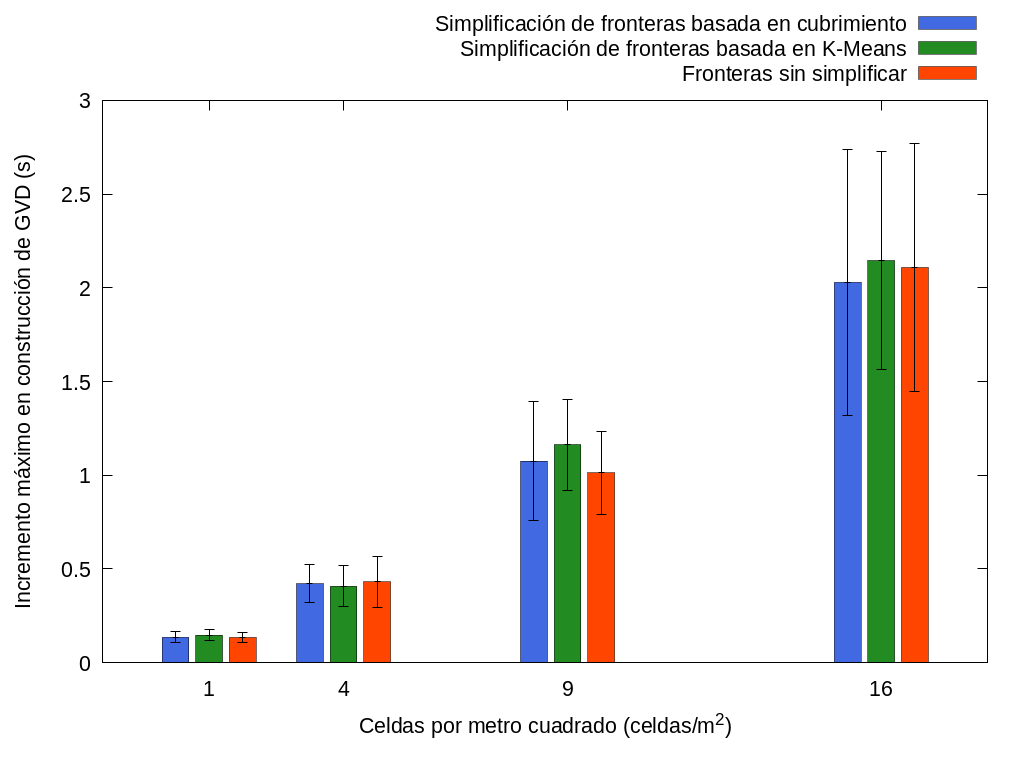 Simplificación de fronteras basada en cubrimiento
Simplificación de fronteras basada en K-Means
Fronteras sin simplificar
Incremento máximo en construcción de GVD (s)
3
2.5
2
1.5
1
0.5
0
1 4 9 16
Celdas por metro cuadrado (celdas/m²)